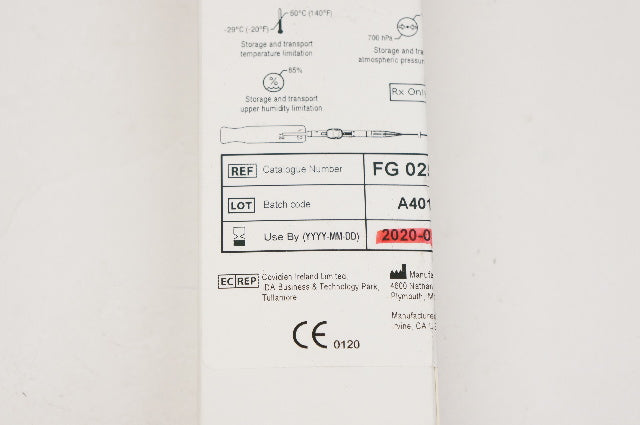 60°C (140°F)
-29°C (-20°F)
Storage and transport
temperature limitation
700 hPa
Storage and tra
atmospheric pressur
%
85%
Storage and transport
upper humidity limitation
Rx Onl
REF Catalogue Number FG 02
LOT Batch code A401
Use By (YYYY-MM-DD) 2020-0
EC REP Covidien Ireland Limited,
IDA Business & Technology Park,
Tullamore
Manufa
4600 Nathan
Plymouth, M
Manufactured
Irvine, CA U
CE 0120